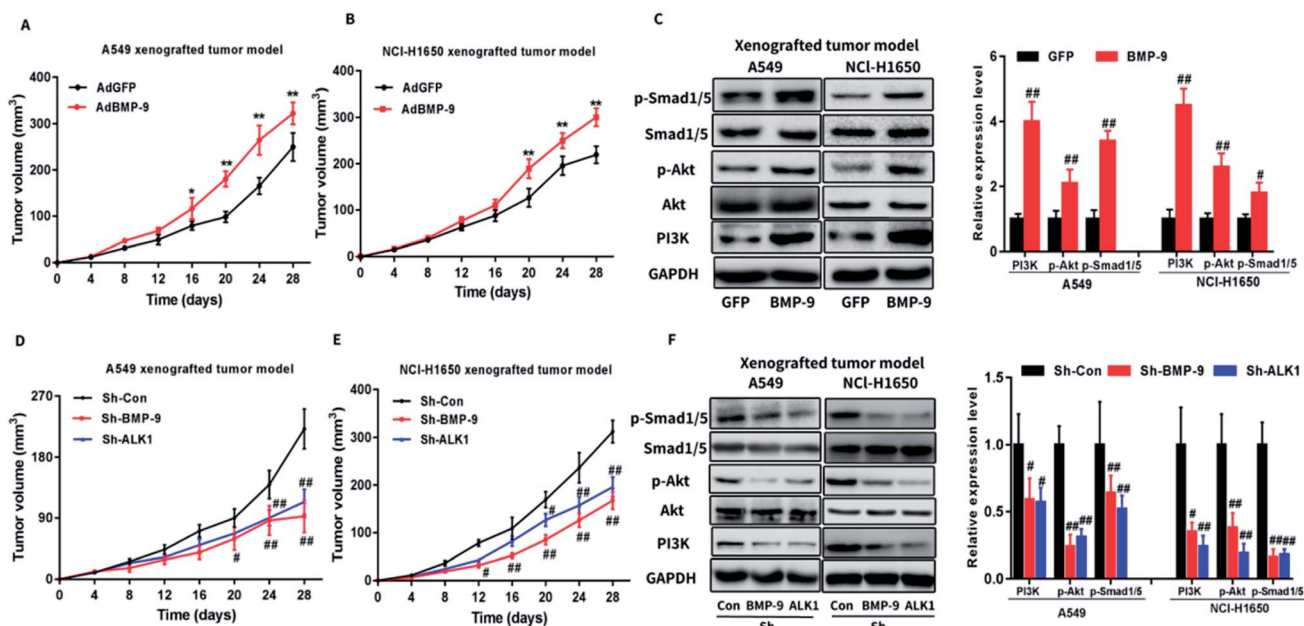 A
A549 xenografted tumor model
Tumor volume (mm³)
400
300
200
100
0
AdGFP
AdBMP-9
*
**
**
**
0 4 8 12 16 20 24 28
Time (days)
B
NCI-H1650 xenografted tumor model
Tumor volume (mm³)
400
300
200
100
0
AdGFP
AdBMP-9
**
**
**
0 4 8 12 16 20 24 28
Time (days)
C
Xenografted tumor model
A549 NCl-H1650
p-Smad1/5
Smad1/5
p-Akt
Akt
PI3K
GAPDH
GFP BMP-9 GFP BMP-9
GFP BMP-9
Relative expression level
6
4
2
0
## ## ## ## ## #
PI3K p-Akt p-Smad1/5 PI3K p-Akt p-Smad1/5
A549 NCI-H1650
D
A549 xenografted tumor model
Tumor volume (mm³)
270
180
90
0
Sh-Con
Sh-BMP-9
Sh-ALK1
#
##
##
##
##
0 4 8 12 16 20 24 28
Time (days)
E
NCI-H1650 xenografted tumor model
Tumor volume (mm³)
400
300
200
100
0
Sh-Con
Sh-BMP-9
Sh-ALK1
#
##
#
##
##
##
##
##
0 4 8 12 16 20 24 28
Time (days)
F
Xenografted tumor model
A549 NCl-H1650
p-Smad1/5
Smad1/5
p-Akt
Akt
PI3K
GAPDH
Con BMP-9 ALK1 Con BMP-9 ALK1
Sh Sh
Sh-Con Sh-BMP-9 Sh-ALK1
Relative expression level
1.5
1.0
0.5
0.0
# # ## ## ## ## # ## ## ## ## ##
PI3K p-Akt p-Smad1/5 PI3K p-Akt p-Smad1/5
A549 NCI-H1650